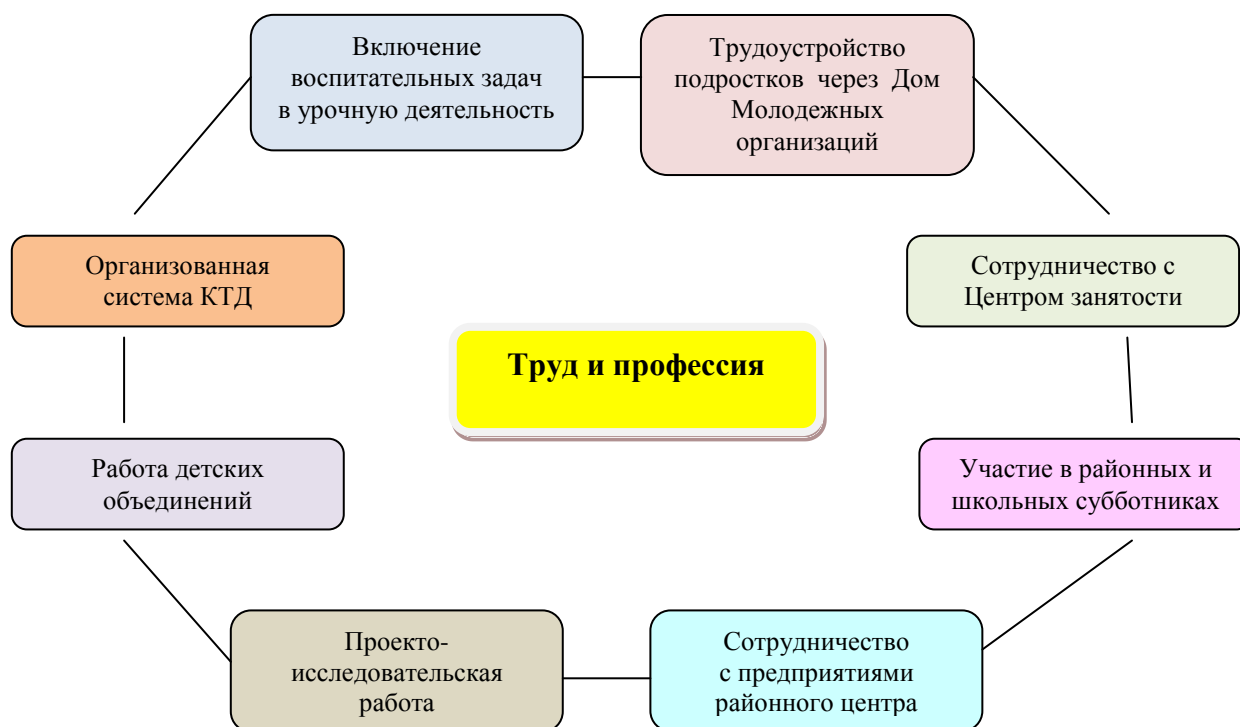 Включение
воспитательных задач
в урочную деятельность
Трудоустройство
подростков через Дом
Молодежных
организаций
Организованная
система КТД
Сотрудничество с
Центром занятости
Труд и профессия
Работа детских
объединений
Участие в районных и
школьных субботниках
Проекто-
исследовательская
работа
Сотрудничество
с предприятиями
районного центра